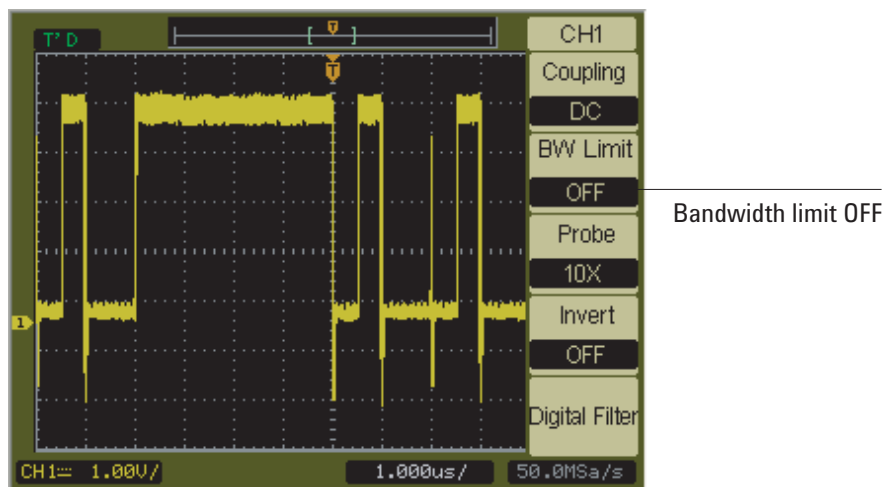 T'D
T
CH1
T
Coupling
DC
BW Limit
OFF
Bandwidth limit OFF
Probe
10X
Invert
1
OFF
Digital Filter
CH1 1.00V/
1.000us/
50.0MSa/s